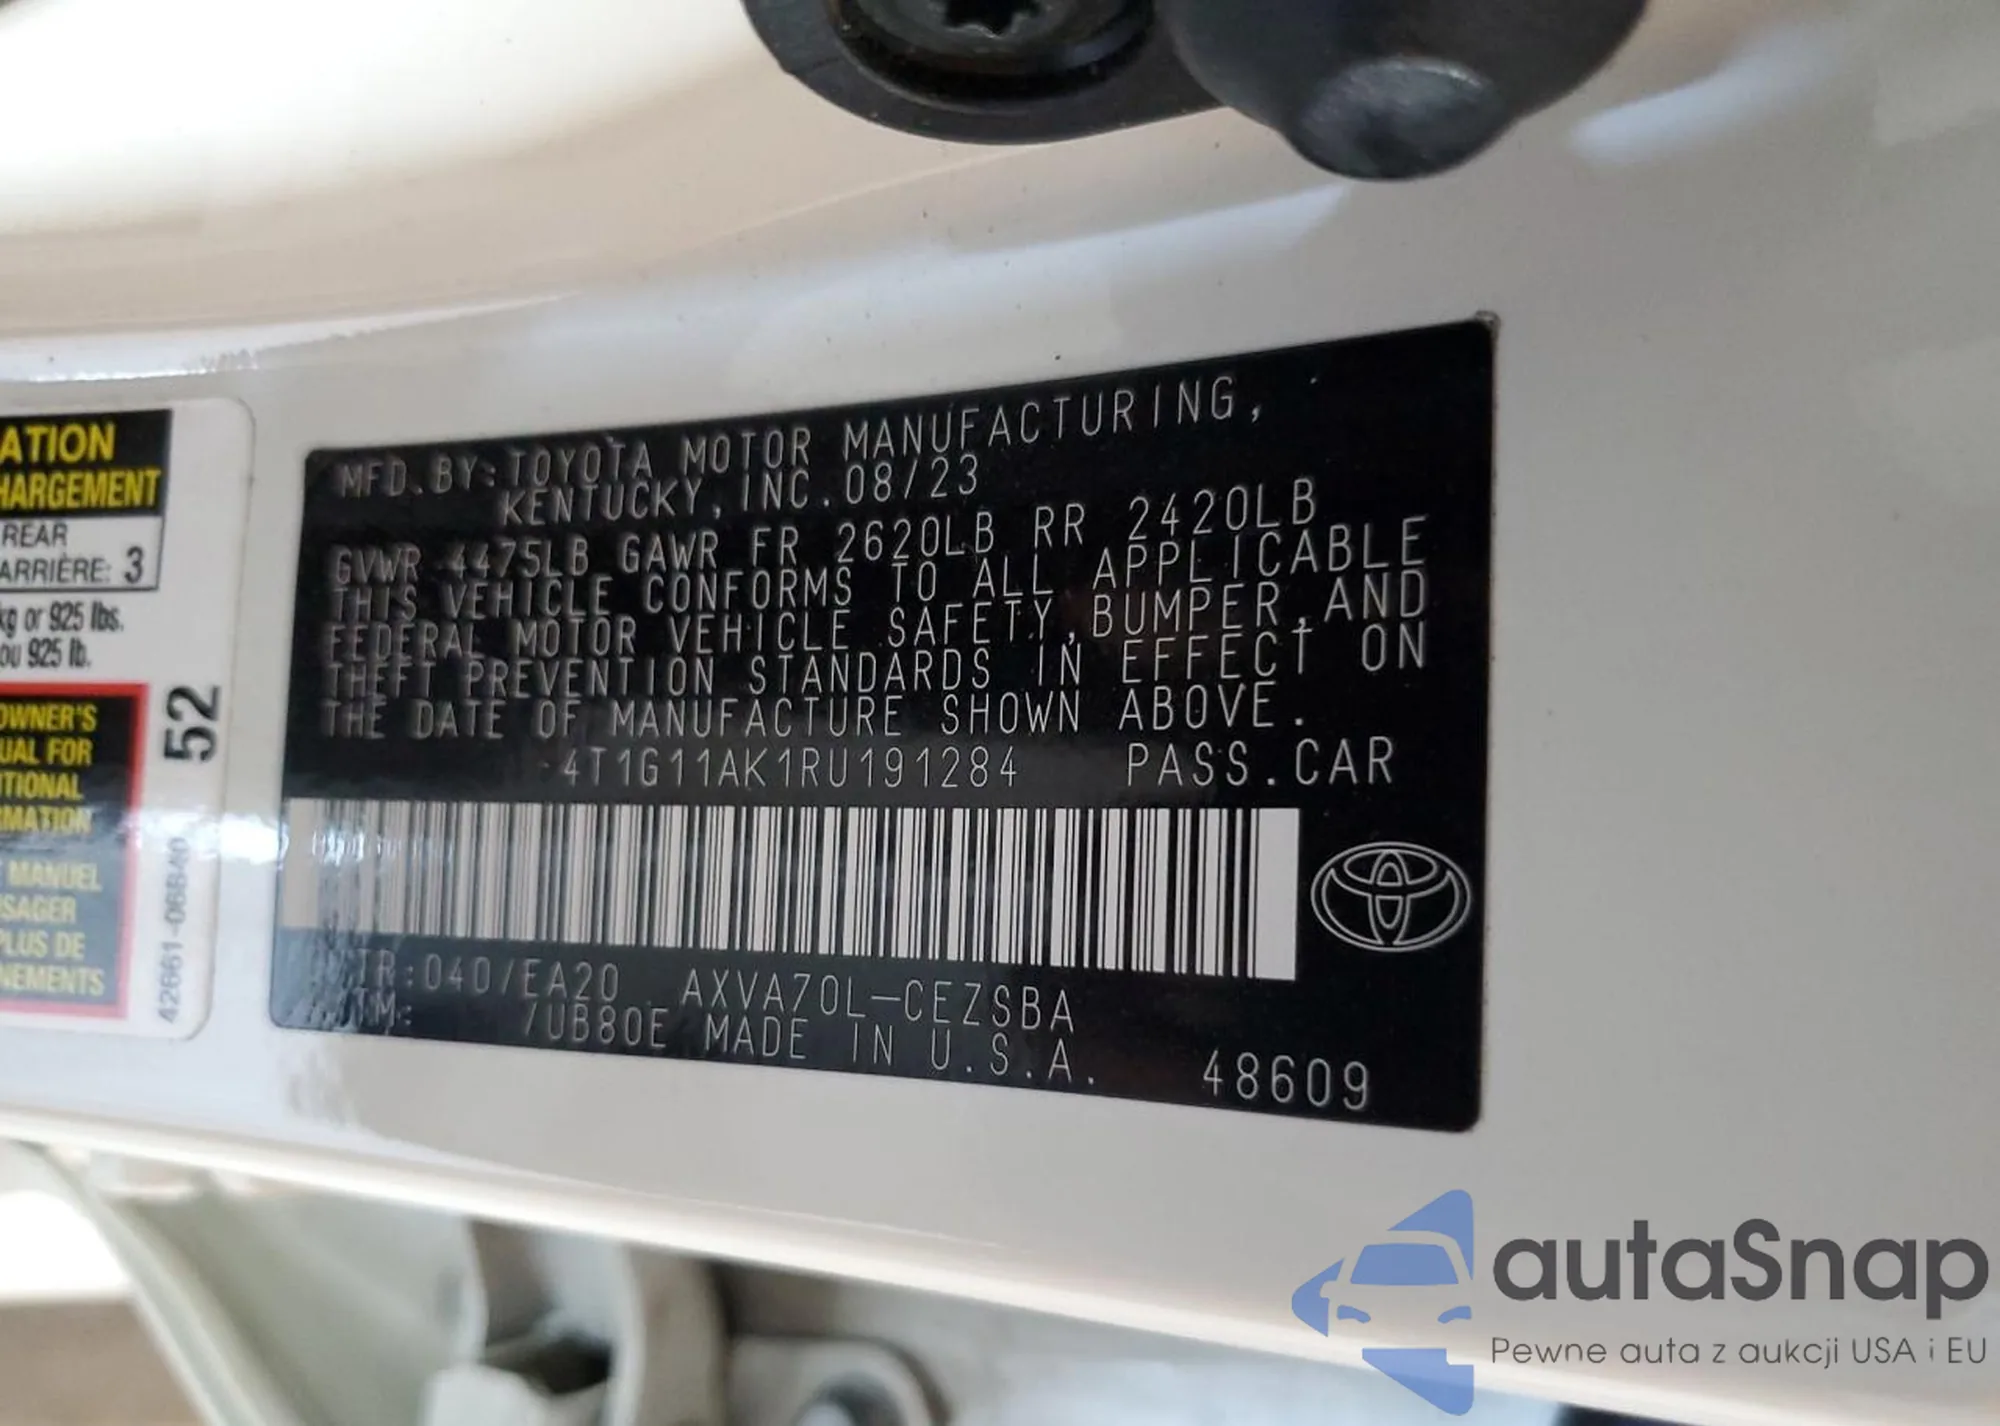 ATION
HARGEMENT
REAR
ARRIÈRE: 3
kg or 925 lbs.
ou 925 lb.
OWNER'S
UAL FOR
ITIONAL
RMATION
MANUEL
SAGER
PLUS DE
NEMENTS
52
42661-06B40
MFD.BY:TOYOTA MOTOR MANUFACTURING,
KENTUCKY, INC.08/23
GVWR 4475LB GAWR FR 2620LB RR 2420LB
THIS VEHICLE CONFORMS TO ALL APPLICABLE
FEDERAL MOTOR VEHICLE SAFETY,BUMPER,AND
THEFT PREVENTION STANDARDS IN EFFECT ON
THE DATE OF MANUFACTURE SHOWN ABOVE.
4T1G11AK1RU191284 PASS.CAR
TR:040/EA20 AXVA70L-CEZSBA
TM: 7UB80E MADE IN U.S.A. 48609
autaSnap
Pewne auta z aukcji USA i EU